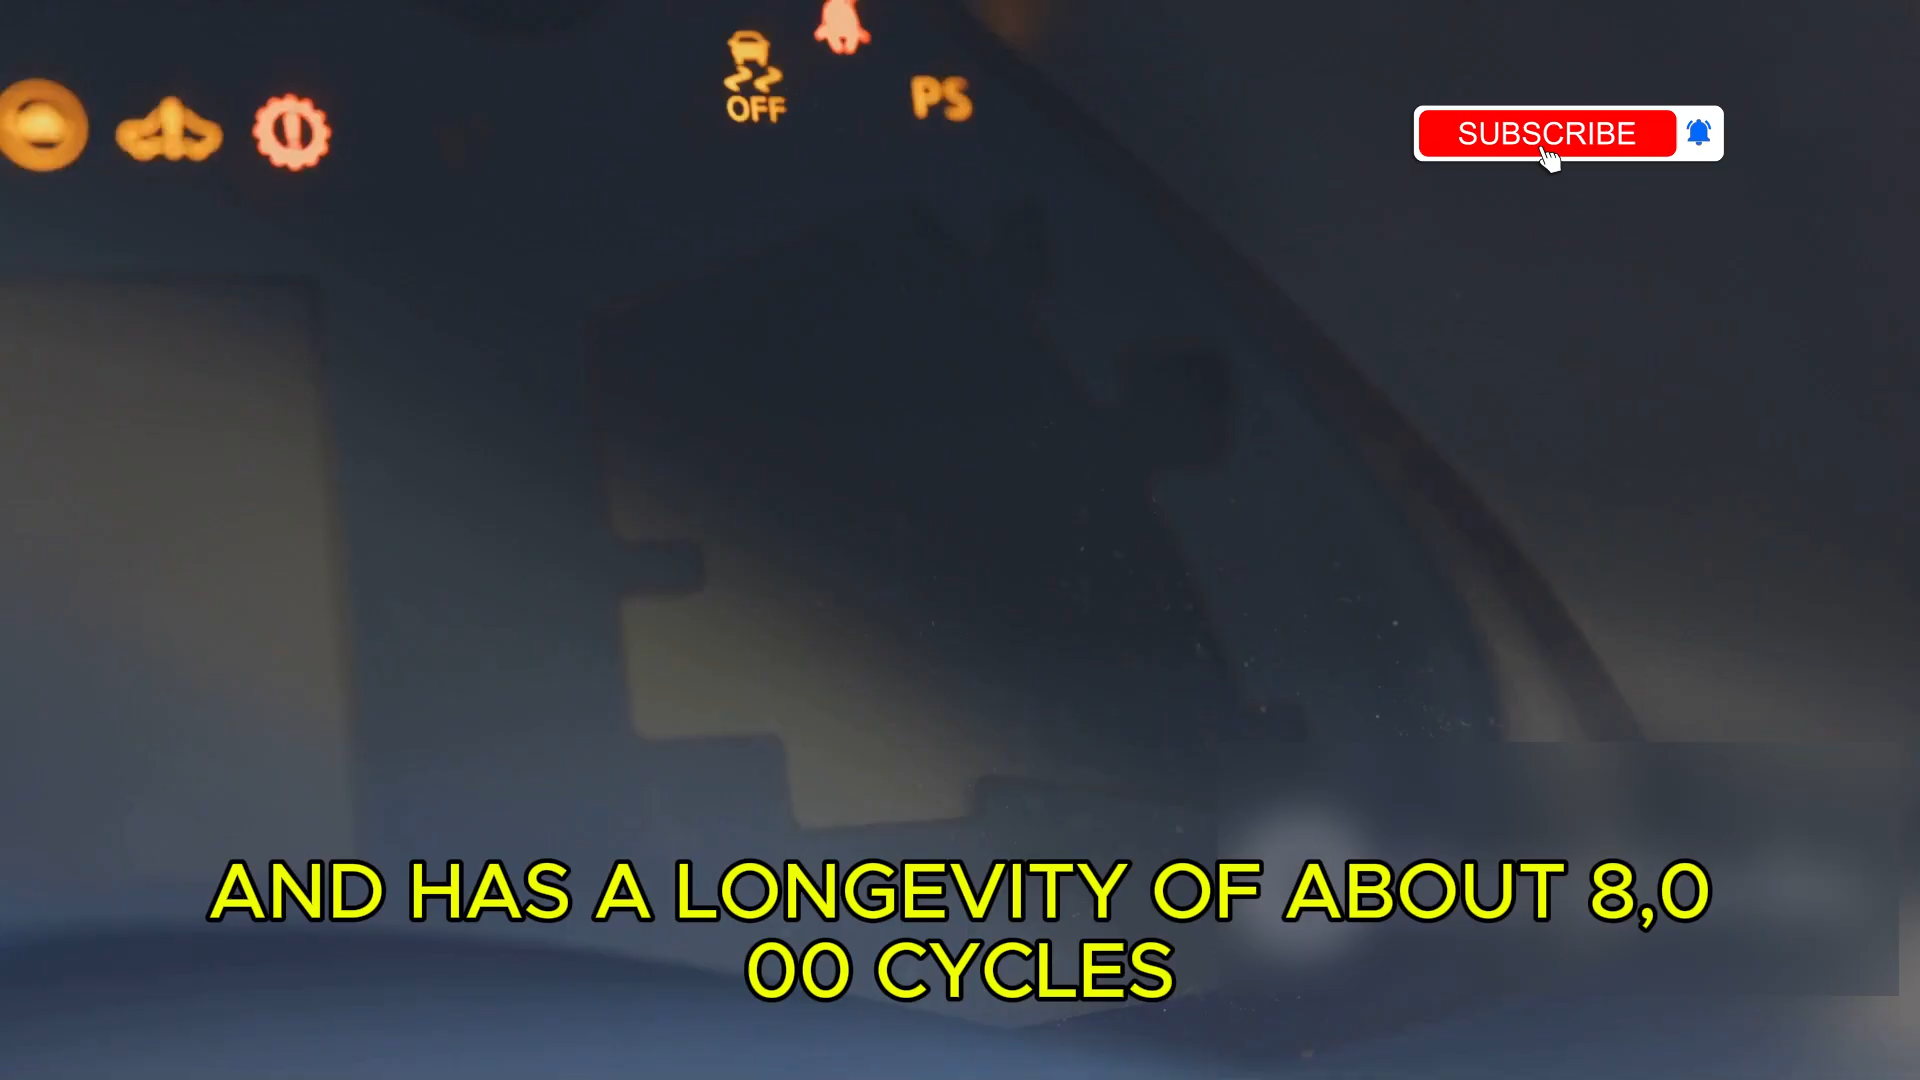 OFF
PS
SUBSCRIBE
AND HAS A LONGEVITY OF ABOUT 8,0
00 CYCLES